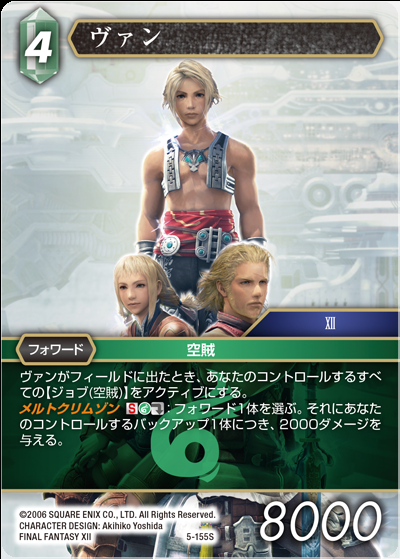 4
ヴァン
XII
フォワード
空賊
ヴァンがフィールドに出たとき、あなたのコントロールするすべ
ての【ジョブ(空賊)】をアクティブにする。
メルトクリムゾン S :フォワード1体を選ぶ。それにあなた
のコントロールするバックアップ1体につき、2000ダメージを
与える。
©2006 SQUARE ENIX CO., LTD. All Rights Reserved.
CHARACTER DESIGN: Akihiko Yoshida
FINAL FANTASY XII
5-155S
8000